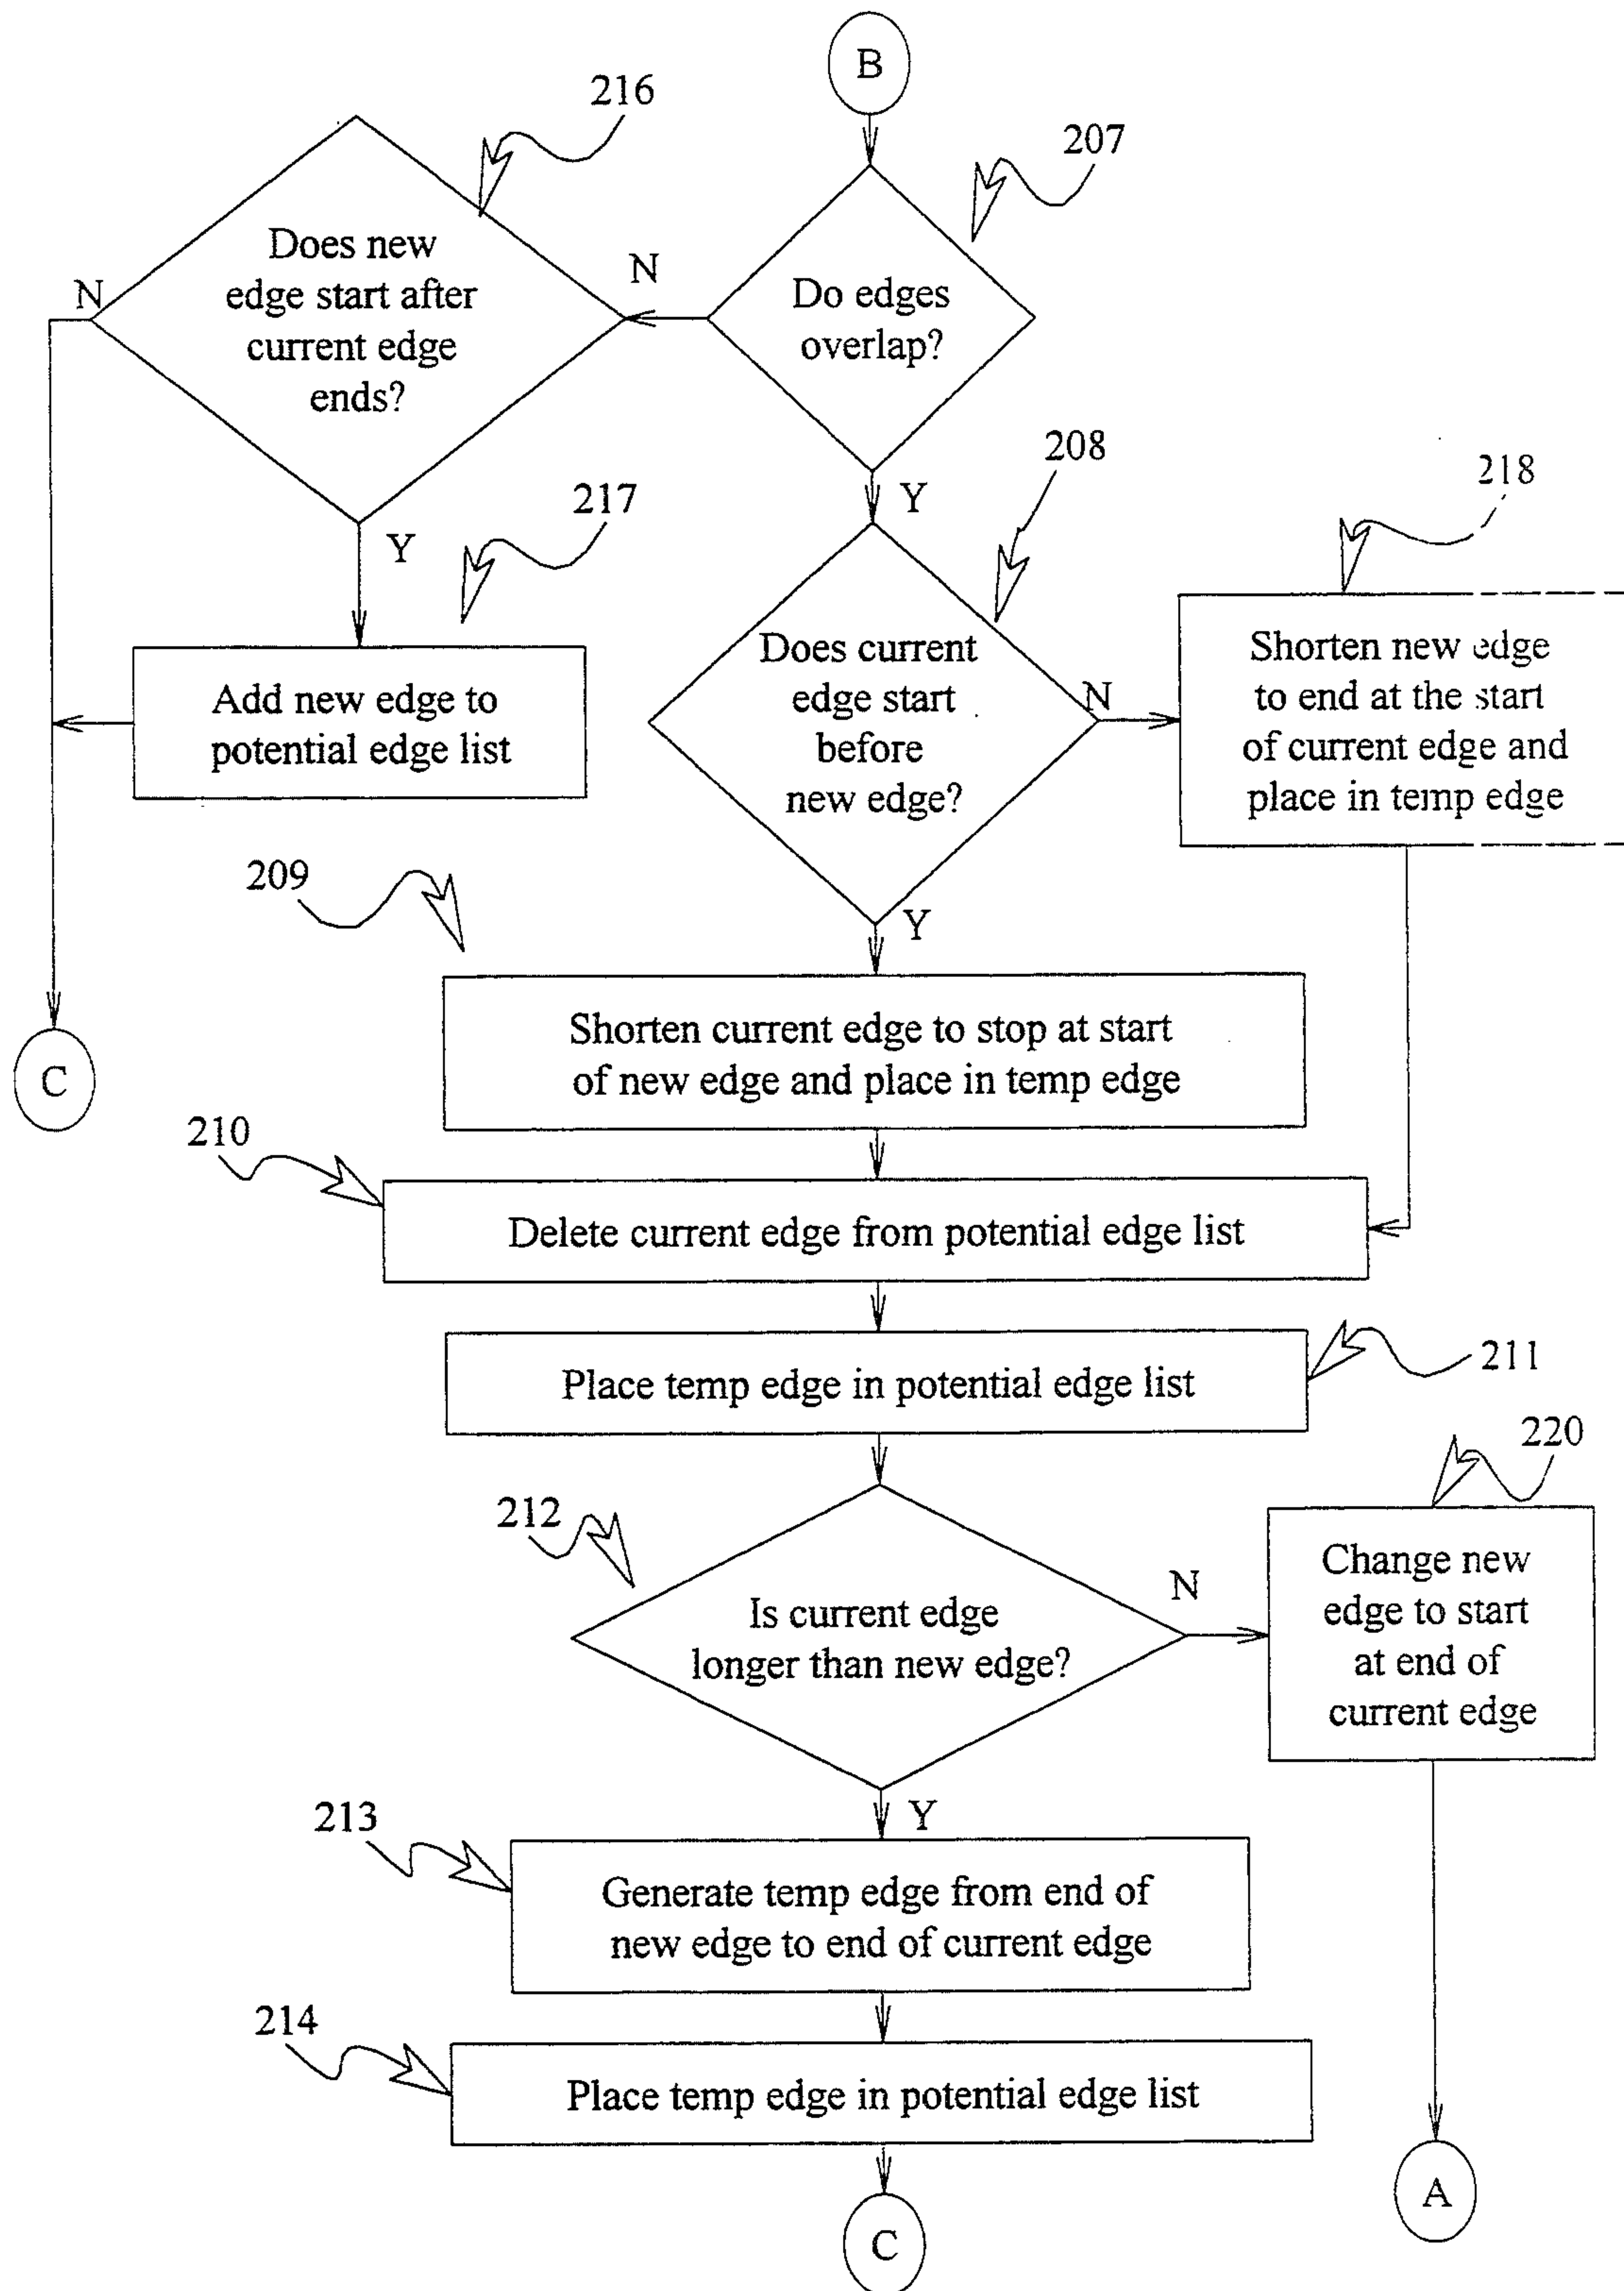 B
216
207
Does new
edge start after
current edge
ends?
N
N
Do edges
overlap?
208
218
217
Y
Y
Does current
edge start
before
new edge?
N
Shorten new edge
to end at the start
of current edge and
place in temp edge
Add new edge to
potential edge list
209
Y
Shorten current edge to stop at start
of new edge and place in temp edge
C
210
Delete current edge from potential edge list
Place temp edge in potential edge list
211
220
212
Is current edge
longer than new edge?
N
Change new
edge to start
at end of
current edge
213
Y
Generate temp edge from end of
new edge to end of current edge
214
Place temp edge in potential edge list
A
C